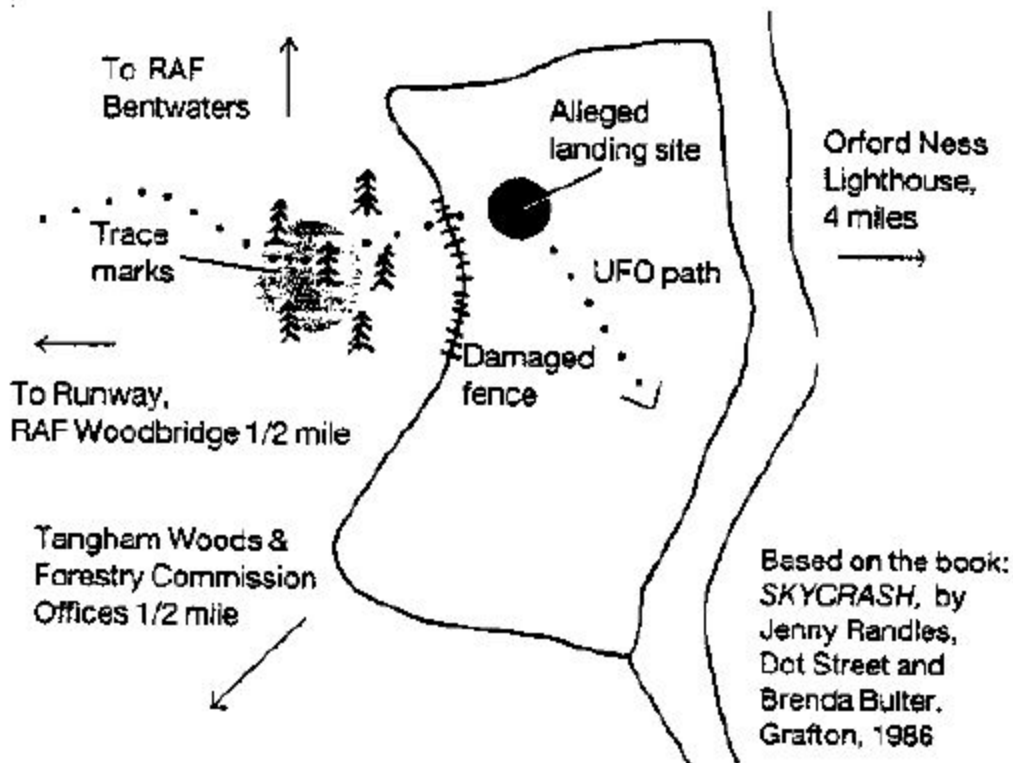 To RAF
Bentwaters
Alleged
landing site
Orford Ness
Lighthouse,
4 miles
Trace
marks
UFO path
Damaged
fence
To Runway,
RAF Woodbridge 1/2 mile
Tangham Woods &
Forestry Commission
Offices 1/2 mile
Based on the book:
SKYCRASH, by
Jenny Randles,
Dot Street and
Brenda Bulter.
Grafton, 1986